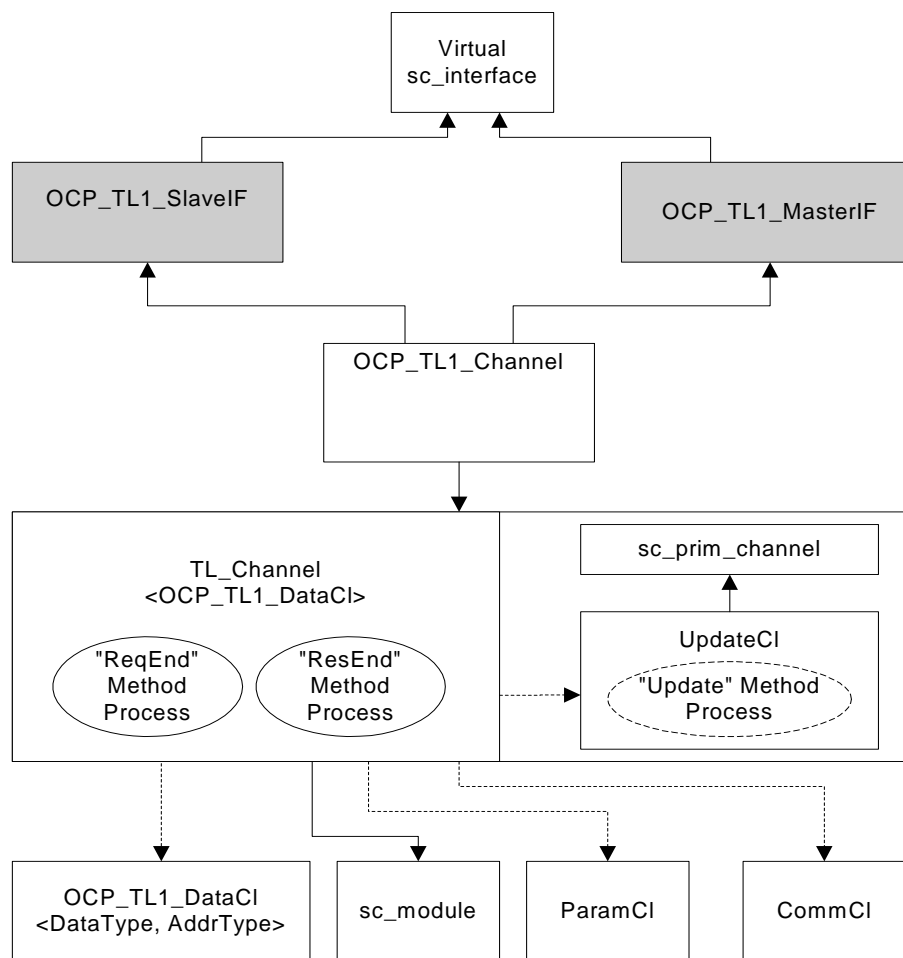 Virtual
sc_interface
OCP_TL1_SlaveIF
OCP_TL1_MasterIF
OCP_TL1_Channel
TL_Channel
<OCP_TL1_DataCl>
"ReqEnd"
Method
Process
"ResEnd"
Method
Process
sc_prim_channel
UpdateCl
"Update" Method
Process
OCP_TL1_DataCl
<DataType, AddrType>
sc_module
ParamCl
CommCl